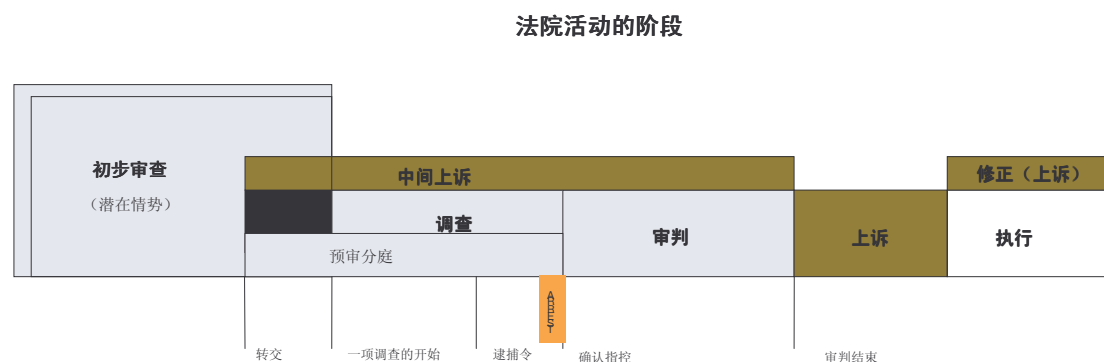 法院活动的阶段
初步审查
（潜在情势）
中间上诉
修正（上诉）
调查
审判
上诉
执行
预审分庭
ARREST
转交
一项调查的开始
逮捕令
确认指控
审判结束